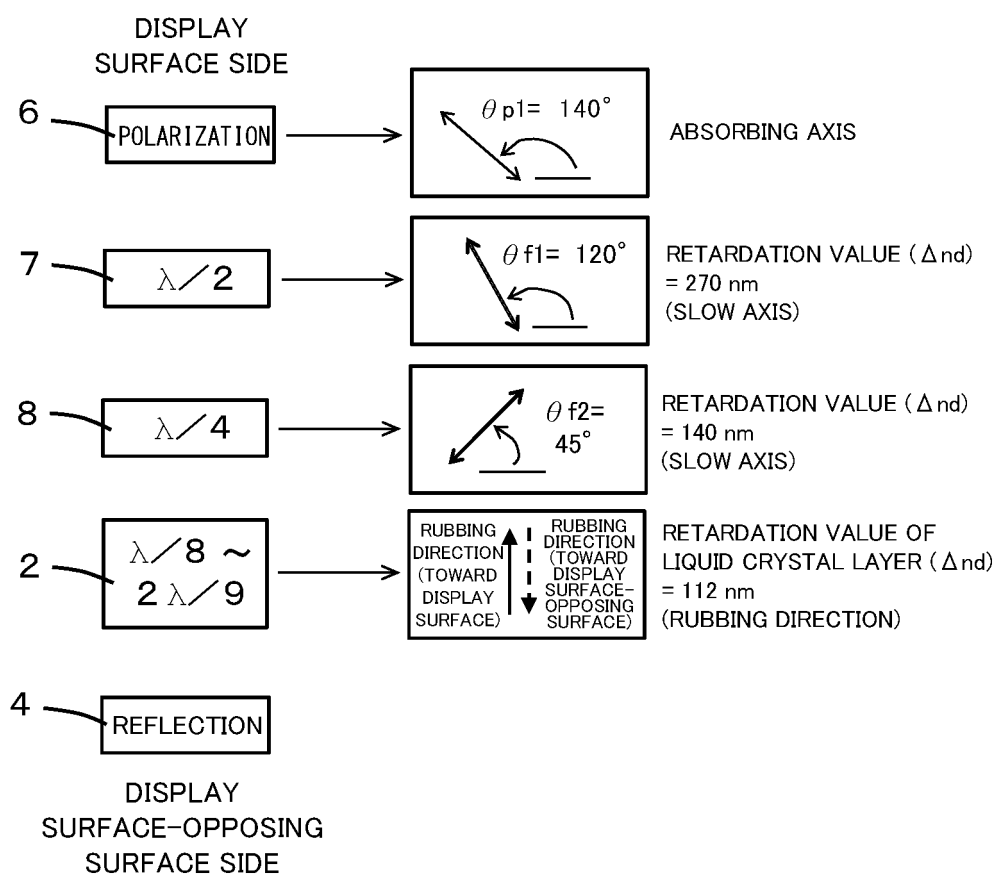 DISPLAY
SURFACE SIDE
6
POLARIZATION
θp1= 140°
ABSORBING AXIS
7
λ/2
θf1= 120°
RETARDATION VALUE (Δnd)
= 270 nm
(SLOW AXIS)
8
λ/4
θf2=
45°
RETARDATION VALUE (Δnd)
= 140 nm
(SLOW AXIS)
2
λ/8 ~
2λ/9
RUBBING
DIRECTION
(TOWARD
DISPLAY
SURFACE)
RUBBING
DIRECTION
(TOWARD
DISPLAY
SURFACE-
OPPOSING
SURFACE)
RETARDATION VALUE OF
LIQUID CRYSTAL LAYER (Δnd)
= 112 nm
(RUBBING DIRECTION)
4
REFLECTION
DISPLAY
SURFACE-OPPOSING
SURFACE SIDE